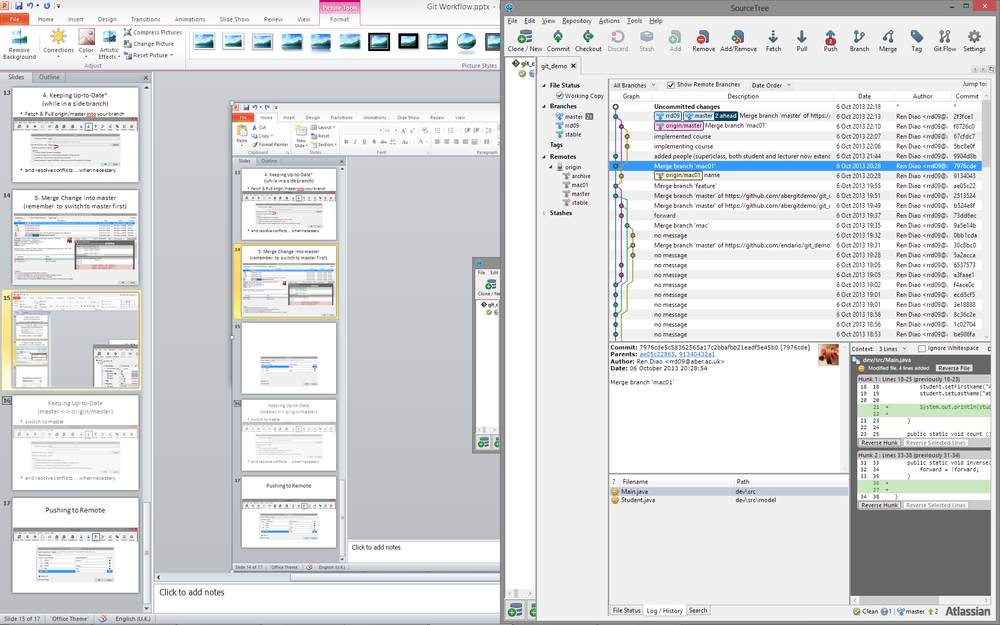 Picture Tools
Git Workflow.pptx -
File Home Insert Design Transitions Animations Slide Show Review View Format
Remove Background
Corrections
Color
Artistic Effects
Compress Pictures
Change Picture
Reset Picture
Adjust
Picture Styles
Slides Outline
13
4. Keeping Up-to-Date*
(while in a side branch)
• Fetch & Pull origin/master into your branch
• and resolve conflicts ... when necessary
14
5. Merge Change into master
(remember to switch to master first)
15
16
Keeping Up-to-Date
(master <-> origin/master)
• switch to master
• and resolve conflicts ... when necessary
17
Pushing to Remote
Slide 15 of 17 "Office Theme" English (U.K.)
File Home Insert Design Transitions Animations Slide Show Review View
Paste
Cut
Copy
Format Painter
Clipboard
New Slide
Layout
Reset
Section
Slides
18
Font
Paragraph
Slides Outline
13
4. Keeping Up-to-Date*
(while in a side branch)
• Fetch & Pull origin/master into your branch
• and resolve conflicts ... when necessary
14
5. Merge Change into master
(remember to switch to master first)
15
16
Keeping Up-to-Date
(master <-> origin/master)
• switch to master
• and resolve conflicts ... when necessary
17
Pushing to Remote
File Edit
Clone / Ne
git_d
Click to add notes
Slide 14 of 17 "Office Theme" English (U.K.)
Click to add notes
SourceTree
File Edit View Repository Actions Tools Help
Clone / New Commit Checkout Discard Stash Add Remove Add/Remove Fetch Pull Push 2 Branch Merge Tag Git Flow Settings
git_d
git_demo
File Status
Working Copy
Branches
master 2↑
rrd09
stable
Tags
Remotes
origin
archive
mac01
master
stable
Stashes
All Branches Show Remote Branches Date Order Jump to:
Graph Description Date Author Commit
Uncommitted changes 6 Oct 2013 22:18 * *
rrd09 master 2 ahead Merge branch 'master' of https:/ 6 Oct 2013 22:13 Ren Diao <rrd09@ 2f3fce1
origin/master Merge branch 'mac01' 6 Oct 2013 22:10 Ren Diao <rrd09@ f8726c0
implemented course 6 Oct 2013 22:07 Ren Diao <rrd09@ 67cfdc7
implementing course 6 Oct 2013 22:06 Ren Diao <rrd09@ 5bc8e0f
added people (super)class, both student and lecturer now extenc 6 Oct 2013 21:44 Ren Diao <rrd09@ 9904d8b
Merge branch 'mac01' 6 Oct 2013 20:28 Ren Diao <rrd09@ 7976cde
origin/mac01 name 6 Oct 2013 20:28 Ren Diao <rrd09@ 9134043
Merge branch 'feature' 6 Oct 2013 19:55 Ren Diao <rrd09@ ae05c22
Merge branch 'master' of https://github.com/abergitdemo/git_c 6 Oct 2013 19:51 Ren Diao <rrd09@ 2513524
Merge branch 'master' of https://github.com/abergitdemo/git_c 6 Oct 2013 19:49 Ren Diao <rrd09@ b524e8f
forward 6 Oct 2013 19:37 Ren Diao <rrd09@ 73dd6ec
Merge branch 'mac' 6 Oct 2013 19:35 Ren Diao <rrd09@ 9a5e14b
no message 6 Oct 2013 19:32 Ren Diao <rrd09@ 0bb1cda
Merge branch 'master' of https://github.com/endario/git_demo 6 Oct 2013 19:31 Ren Diao <rrd09@ 30c8bc0
no message 6 Oct 2013 19:28 Ren Diao <rrd09@ 5a2acca
no message 6 Oct 2013 19:05 Ren Diao <rrd09@ 6537573
no message 6 Oct 2013 19:05 Ren Diao <rrd09@ a3faae1
no message 6 Oct 2013 19:02 Ren Diao <rrd09@ f4ace0c
no message 6 Oct 2013 19:01 Ren Diao <rrd09@ ecd5cf5
no message 6 Oct 2013 19:01 Ren Diao <rrd09@ 3e18888
no message 6 Oct 2013 18:56 Ren Diao <rrd09@ 8c36c2e
no message 6 Oct 2013 18:56 Ren Diao <rrd09@ 1c02704
no message 6 Oct 2013 18:53 Ren Diao <rrd09@ be986fa
Commit: 7976cde5c58362565a17c2bbafbb21eadf5e45b0 [7976cde]
Parents: ae05c22865, 91340432a1
Author: Ren Diao <rrd09@aber.ac.uk>
Date: 06 October 2013 20:28:54
Merge branch 'mac01'
? Filename Path
Main.java dev\src
Student.java dev\src\model
Context: 3 Lines Ignore Whitespace D
dev/src/Main.java
Modified file, 4 lines added Reverse File
Hunk 1 : Lines 18-25 (previously 18-23)
18 18 student.setFirstName("A
19 19 student.setLastName("ab
20 20
21 + System.out.println(stud
22 +
21 23 }
22 24
23 25 public static void count ()
Reverse Hunk Reverse Selected Lines
Hunk 2 : Lines 33-38 (previously 31-34)
31 33 public static void inverse(
32 34 forward = !forward;
33 35 }
36 +
37 +
34 38 }
Reverse Hunk Reverse Selected Lines
File Status Log / History Search
Clean 1 master 2 Atlassian